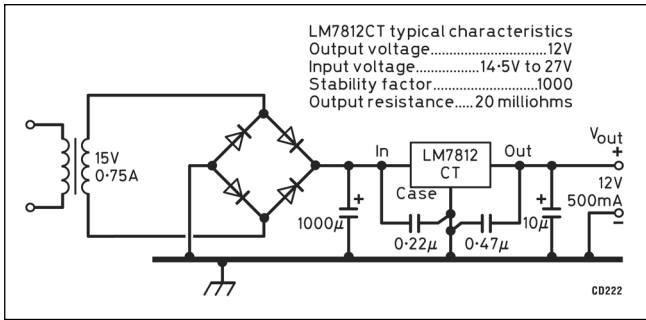 LM7812CT typical characteristics
Output voltage......................12V
Input voltage................14·5V to 27V
Stability factor.....................1000
Output resistance.....20 milliohms
15V
0·75A
In
LM7812
CT
Out
Case
Vout
+
12V
500mA
−
1000µ
+
0·22µ
0·47µ
10µ
+
CD222